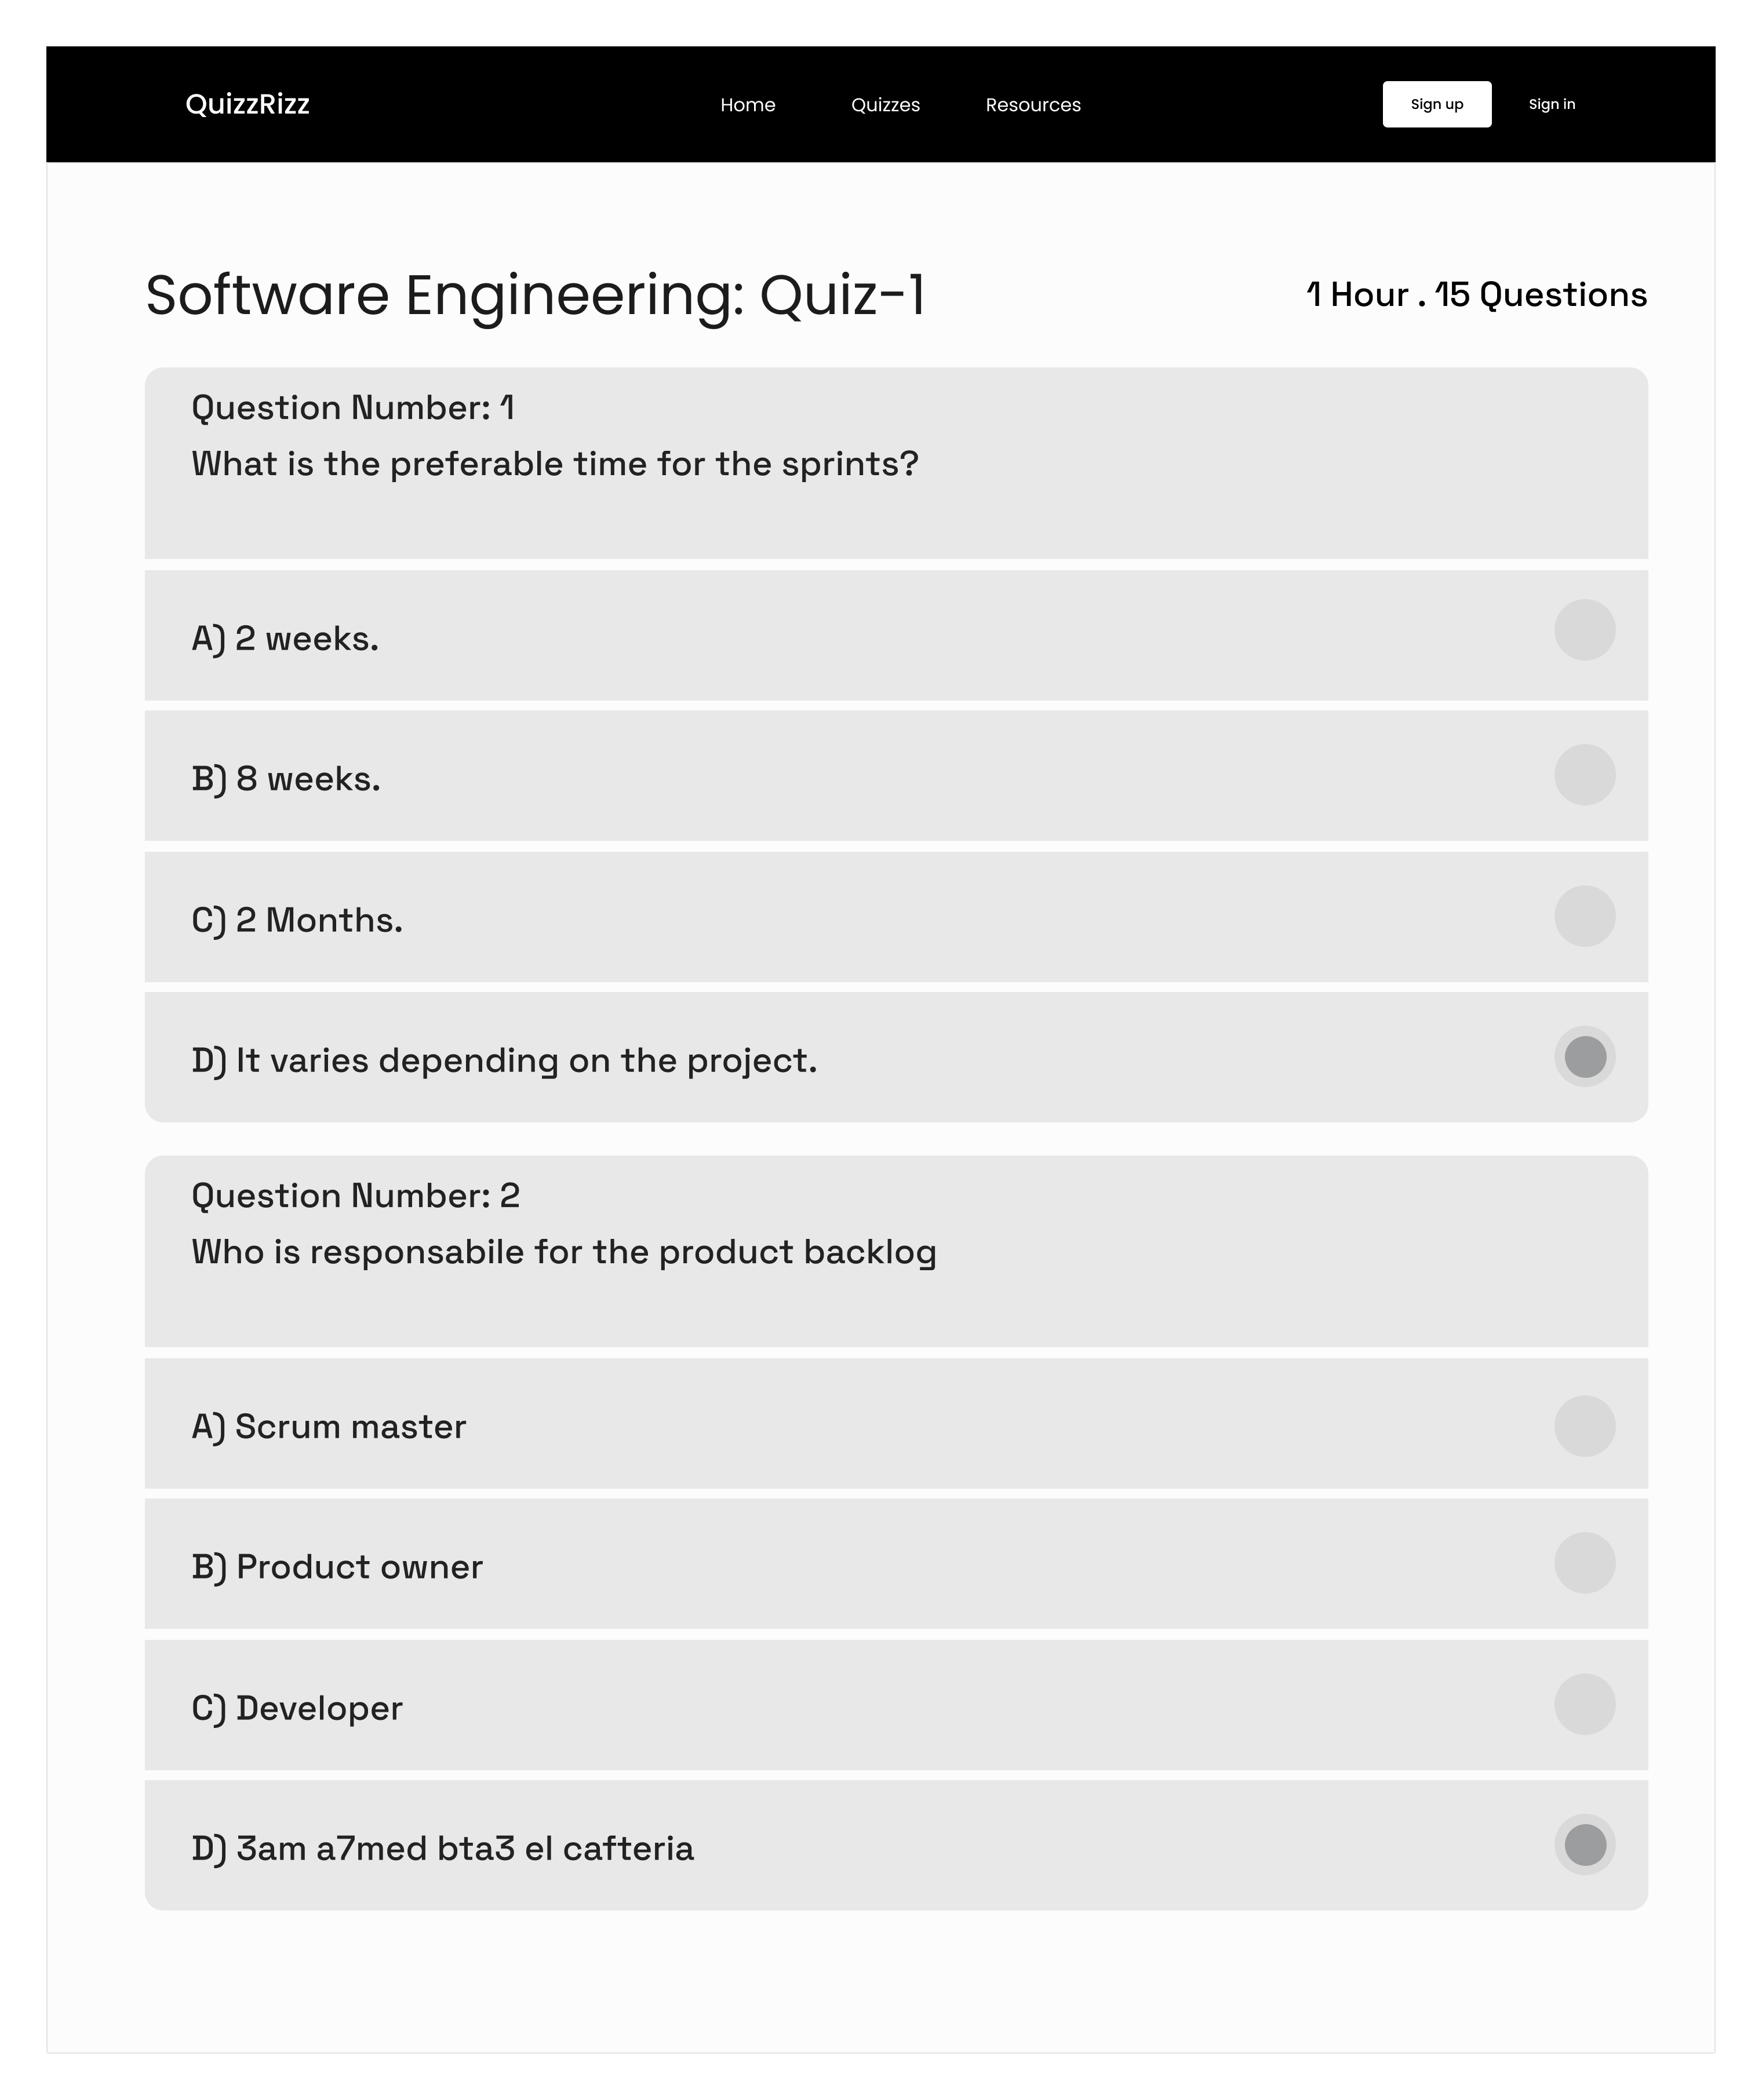 QuizzRizz
Home Quizzes Resources
Sign up Sign in
Software Engineering: Quiz-1
1 Hour . 15 Questions
Question Number: 1
What is the preferable time for the sprints?
A) 2 weeks.
B) 8 weeks.
C) 2 Months.
D) It varies depending on the project.
Question Number: 2
Who is responsabile for the product backlog
A) Scrum master
B) Product owner
C) Developer
D) 3am a7med bta3 el cafteria